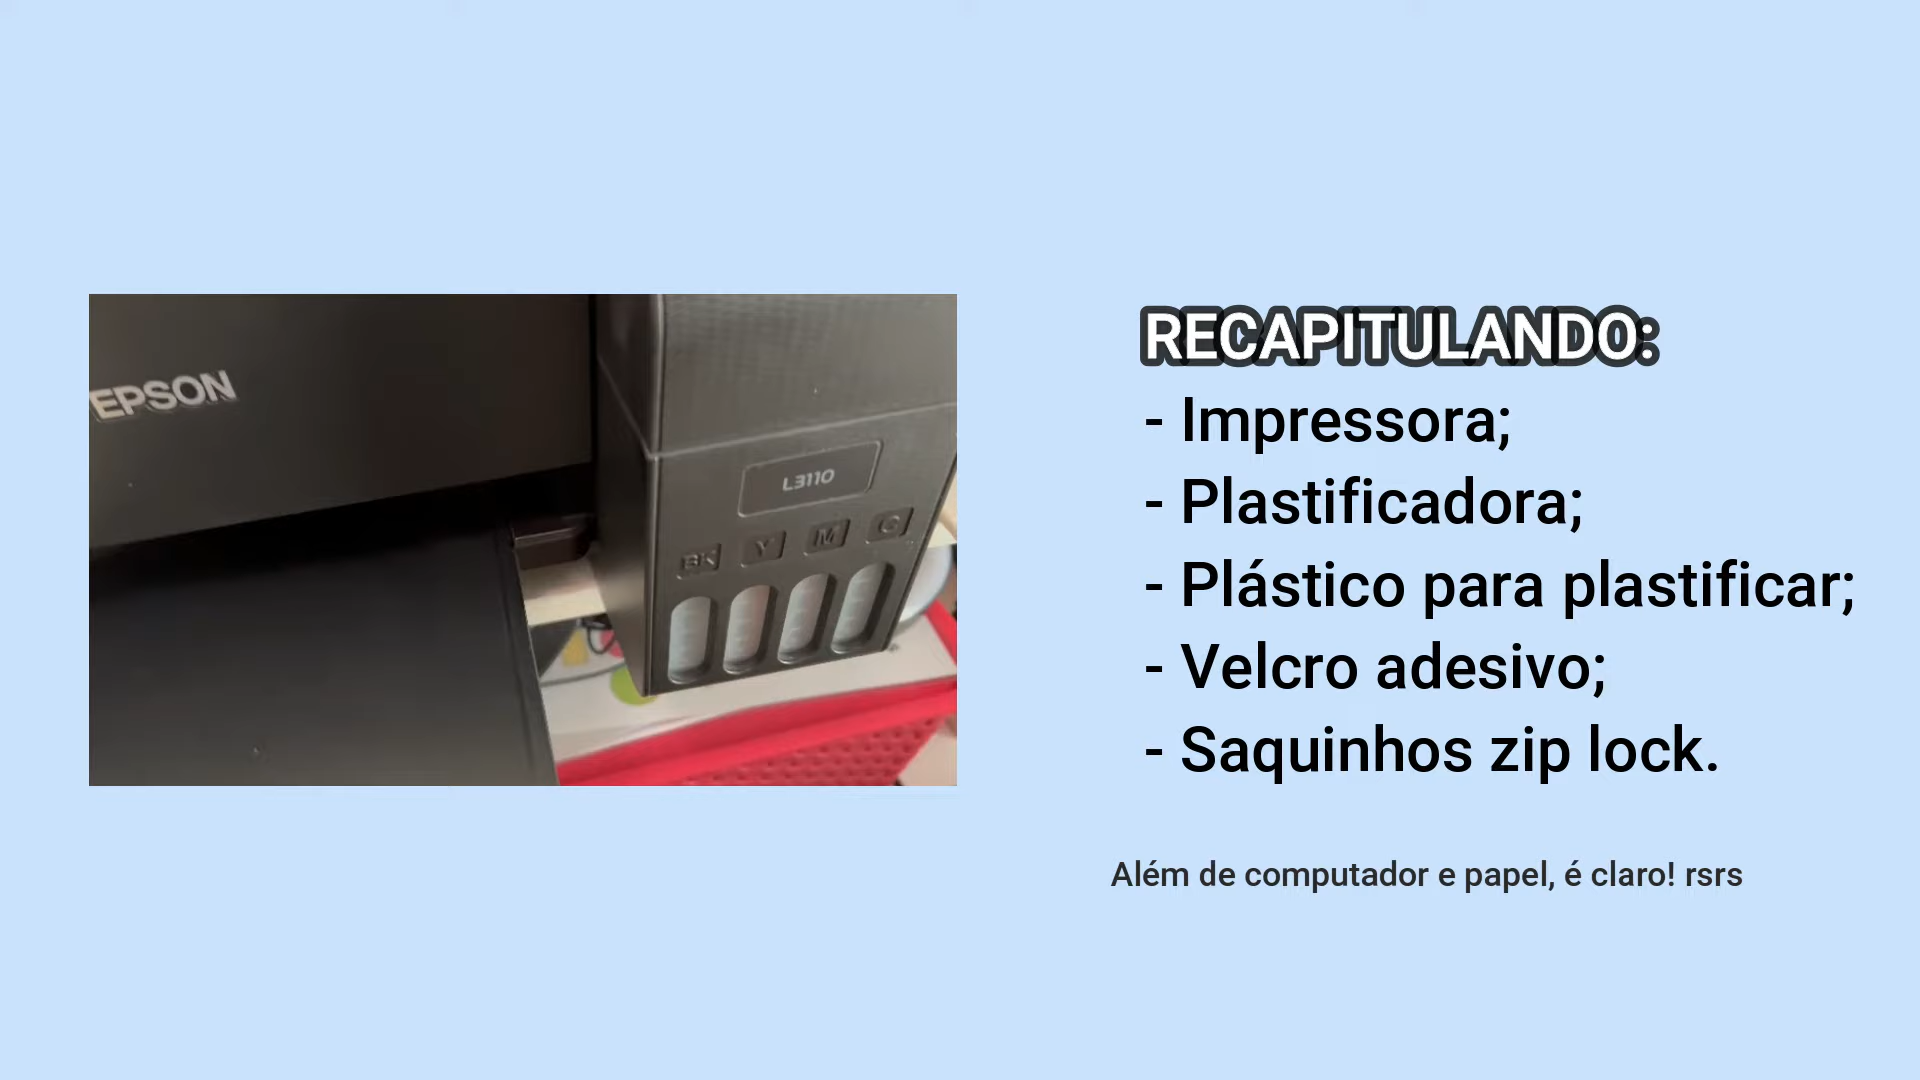 EPSON
L3110
BK Y M C
RECAPITULANDO:
- Impressora;
- Plastificadora;
- Plástico para plastificar;
- Velcro adesivo;
- Saquinhos zip lock.
Além de computador e papel, é claro! rsrs